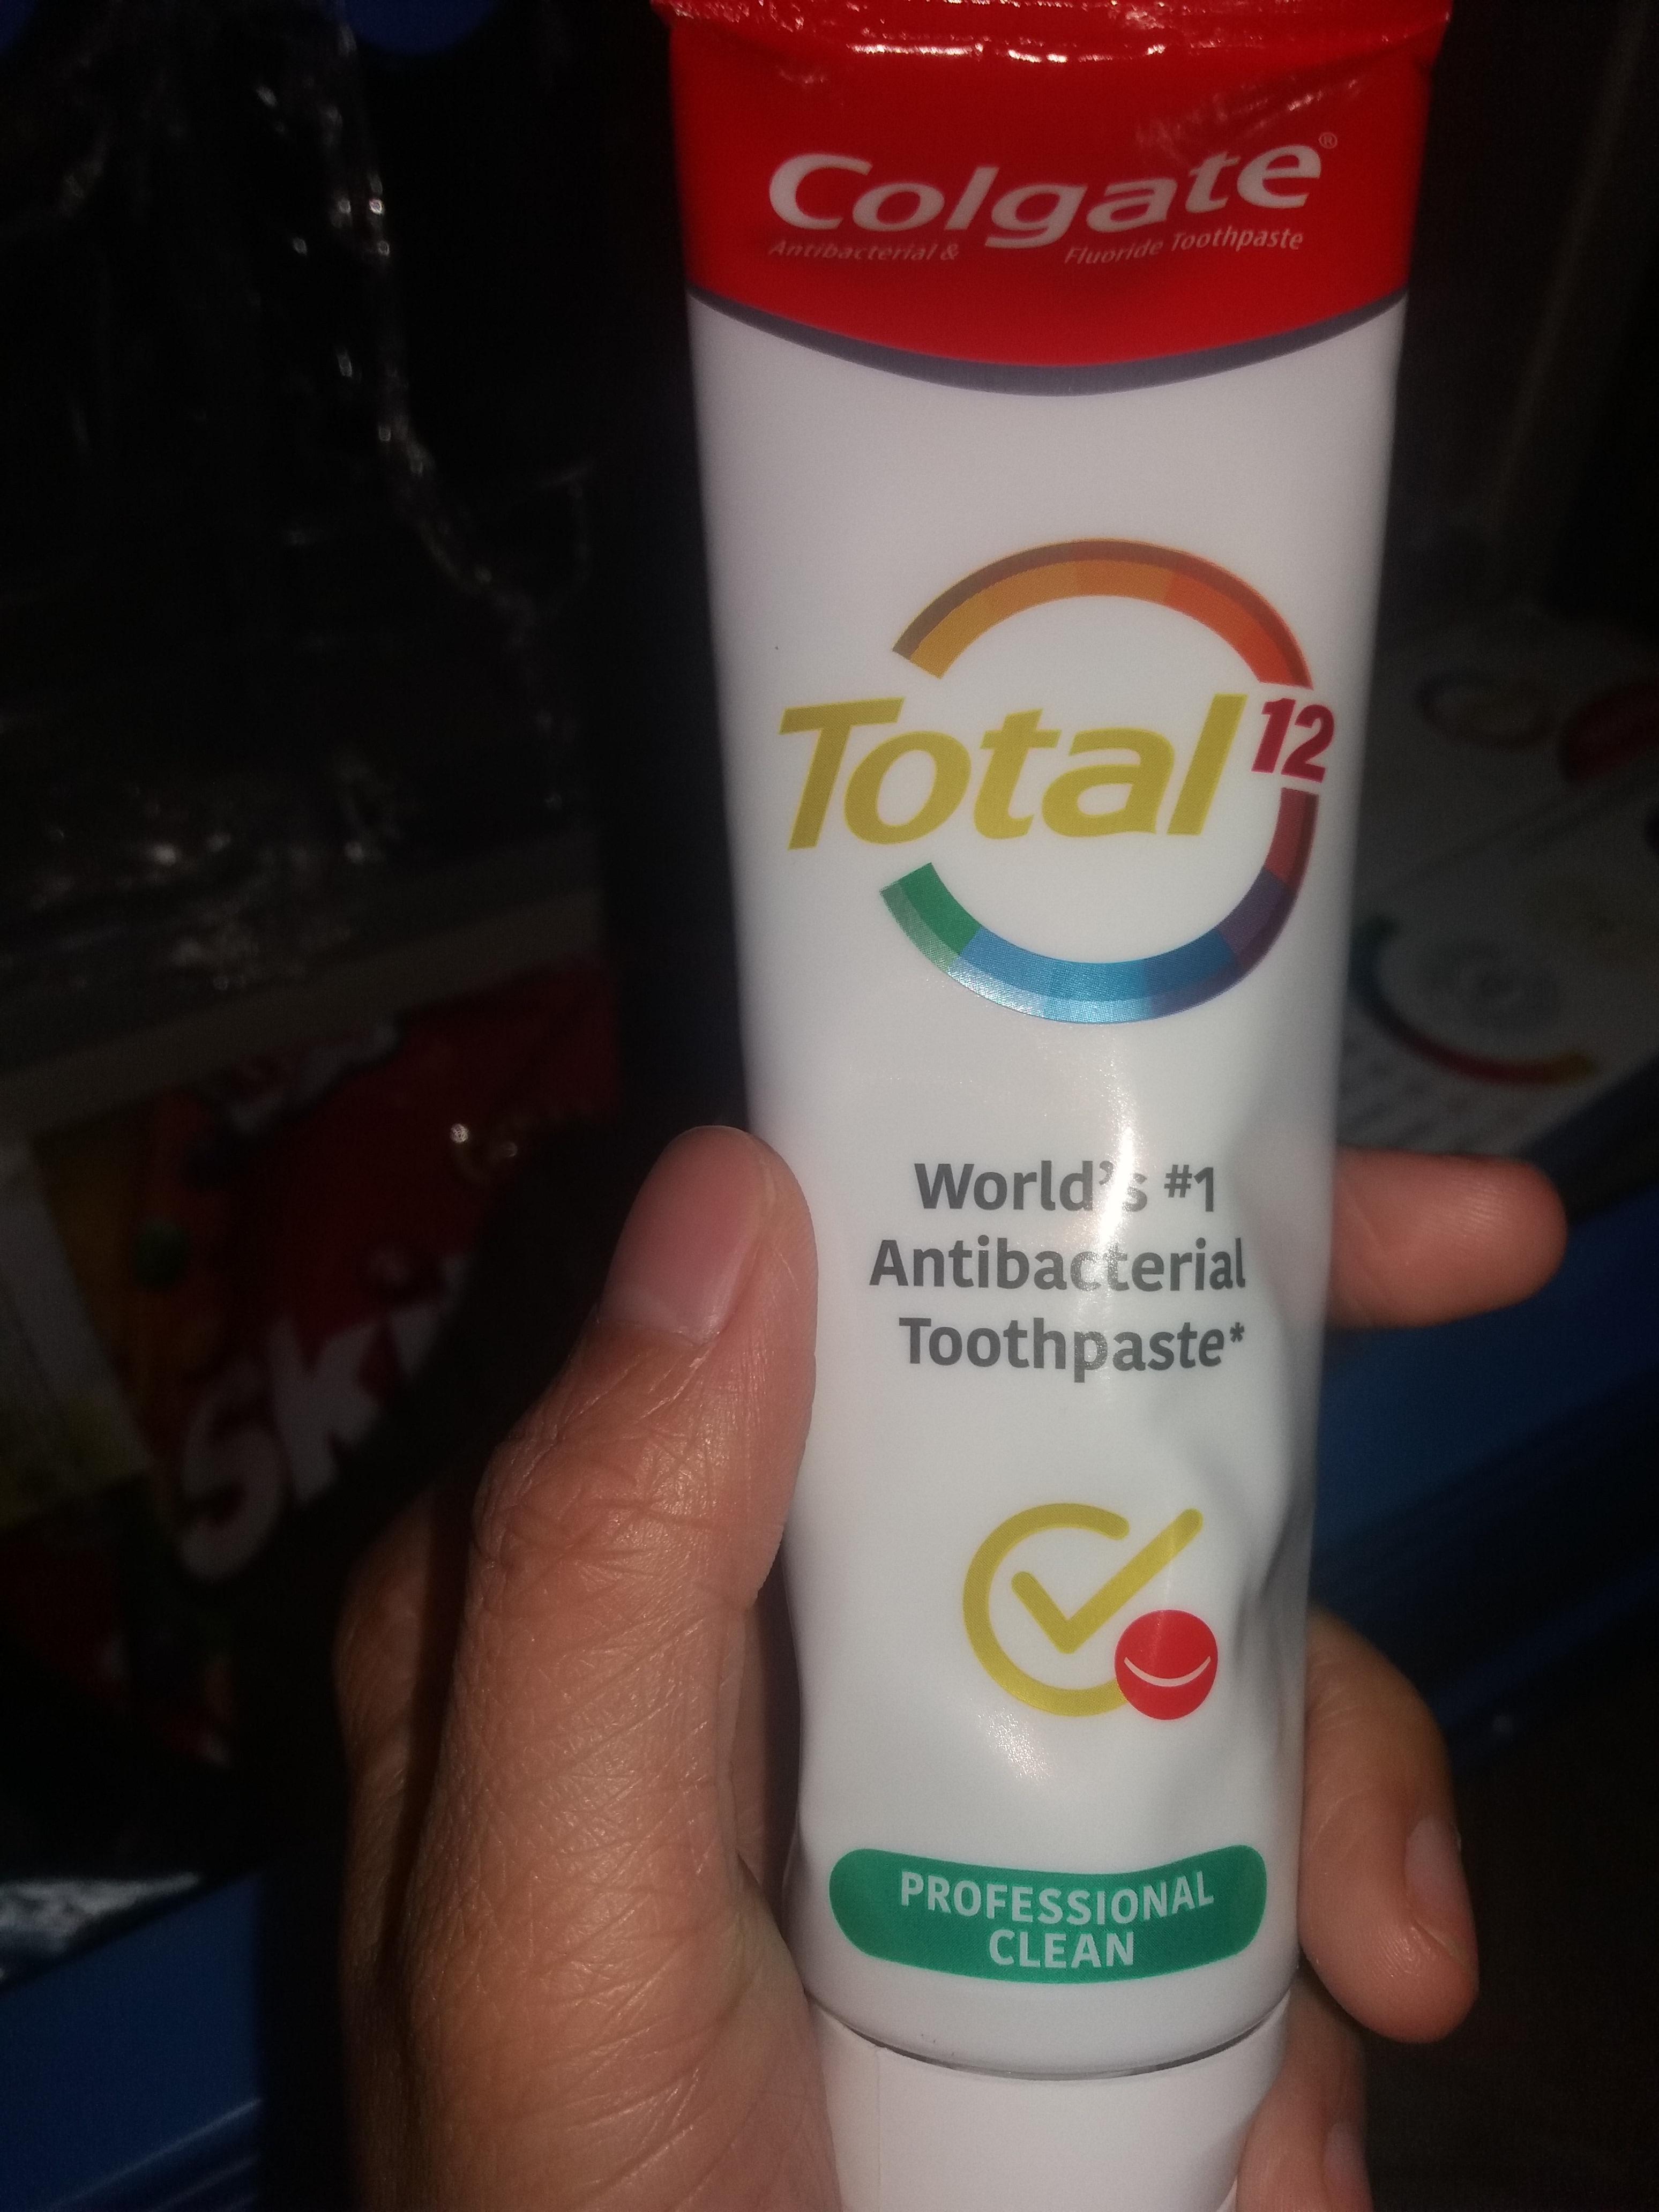 Colgate®
Antibacterial & Fluoride Toothpaste
Total 12
World's #1
Antibacterial
Toothpaste*
PROFESSIONAL
CLEAN